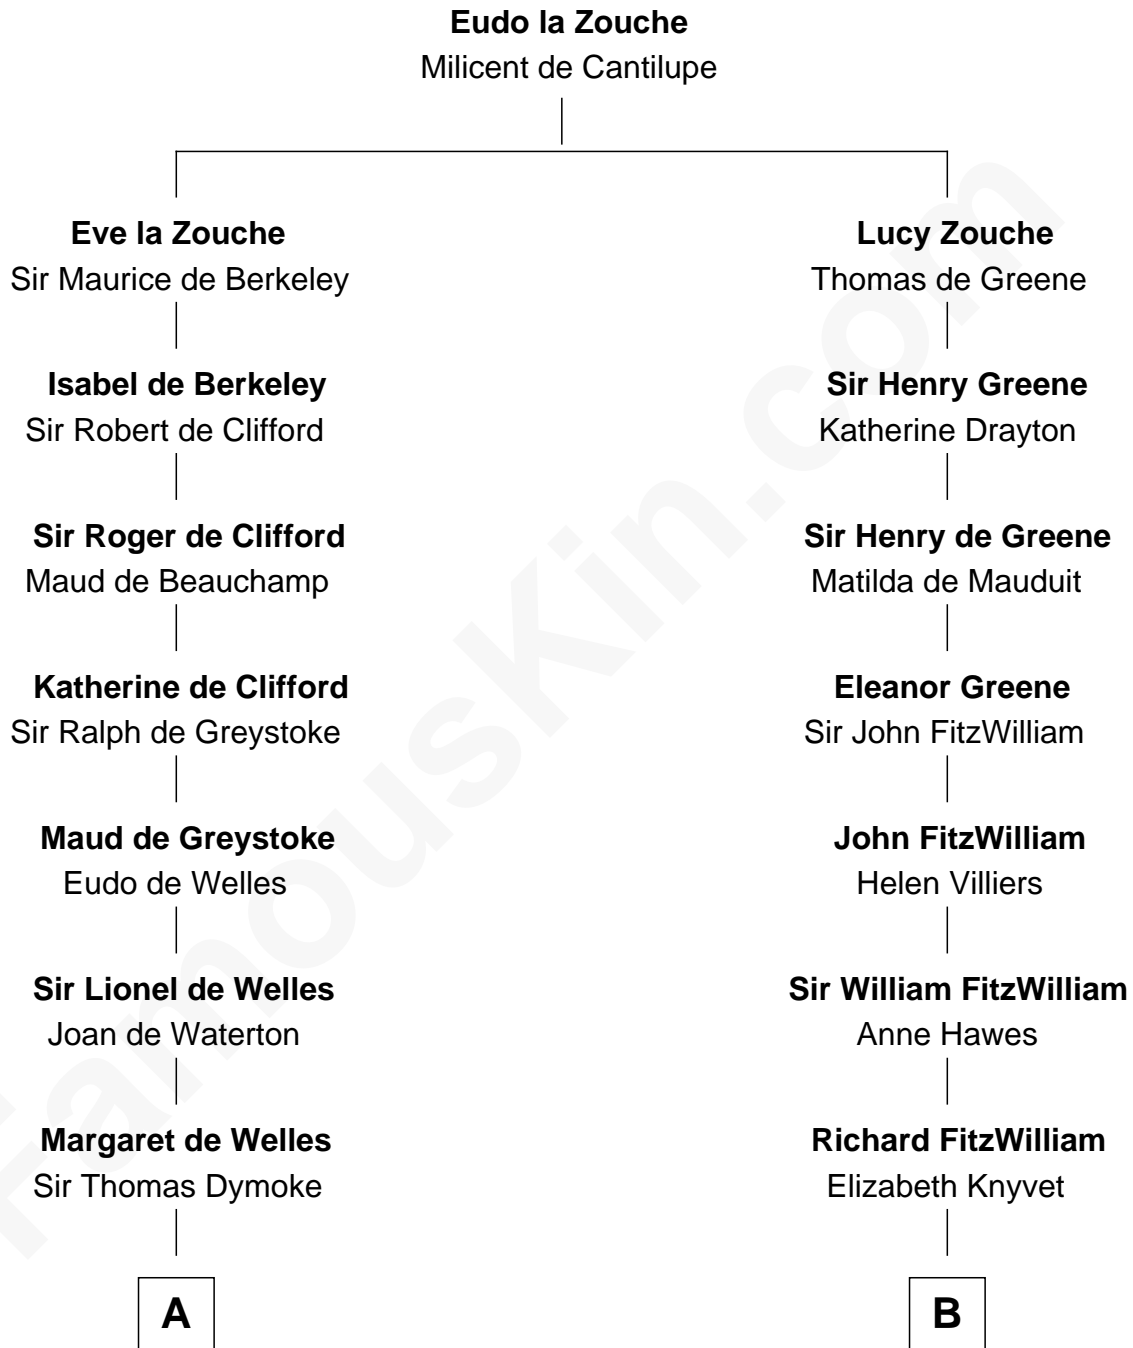 Eudo la Zouche
Milicent de Cantilupe
Eve la Zouche
Sir Maurice de Berkeley
Lucy Zouche
Thomas de Greene
Isabel de Berkeley
Sir Robert de Clifford
Sir Henry Greene
Katherine Drayton
Sir Roger de Clifford
Maud de Beauchamp
Sir Henry de Greene
Matilda de Mauduit
Katherine de Clifford
Sir Ralph de Greystoke
Eleanor Greene
Sir John FitzWilliam
Maud de Greystoke
Eudo de Welles
John FitzWilliam
Helen Villiers
Sir Lionel de Welles
Joan de Waterton
Sir William FitzWilliam
Anne Hawes
Margaret de Welles
Sir Thomas Dymoke
Richard FitzWilliam
Elizabeth Knyvet
A
B
FamousKin.com